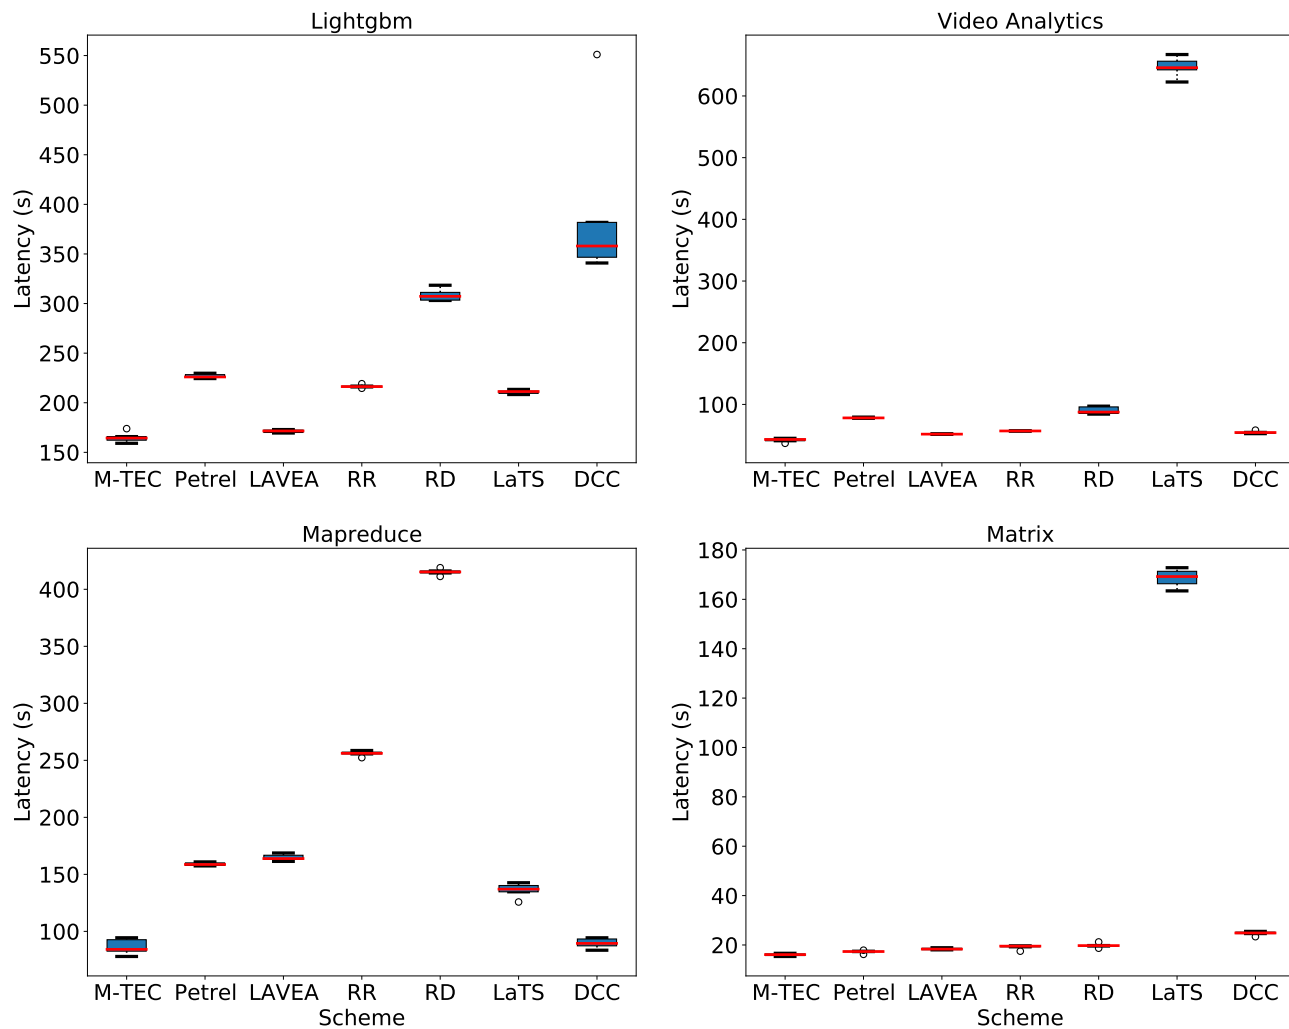 Lightgbm
Latency (s)
550
500
450
400
350
300
250
200
150
M-TEC Petrel LAVEA RR RD LaTS DCC
Video Analytics
Latency (s)
600
500
400
300
200
100
M-TEC Petrel LAVEA RR RD LaTS DCC
Mapreduce
Latency (s)
400
350
300
250
200
150
100
M-TEC Petrel LAVEA RR RD LaTS DCC
Scheme
Matrix
Latency (s)
180
160
140
120
100
80
60
40
20
M-TEC Petrel LAVEA RR RD LaTS DCC
Scheme